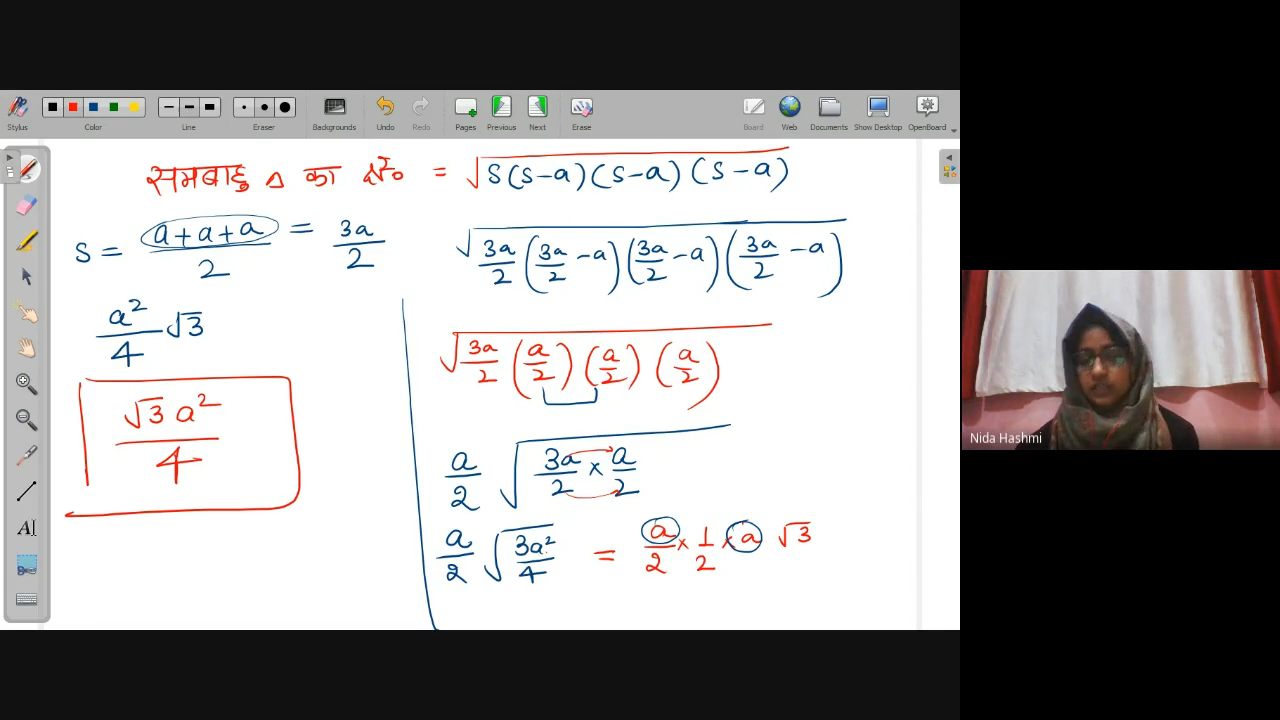 Stylus Color Line Eraser Backgrounds Undo Redo Pages Previous Next Erase Board Web Documents Show Desktop OpenBoard
समबाहु Δ का क्षे० = √S(S-a)(S-a)(S-a)
S = a+a+a/2 = 3a/2
√3a/2(3a/2-a)(3a/2-a)(3a/2-a)
a²/4 √3
√3 a²/4
√3a/2(a/2)(a/2)(a/2)
a/2 √3a/2 × a/2
a/2 √3a²/4 = a/2 × 1/2 × a √3
Nida Hashmi